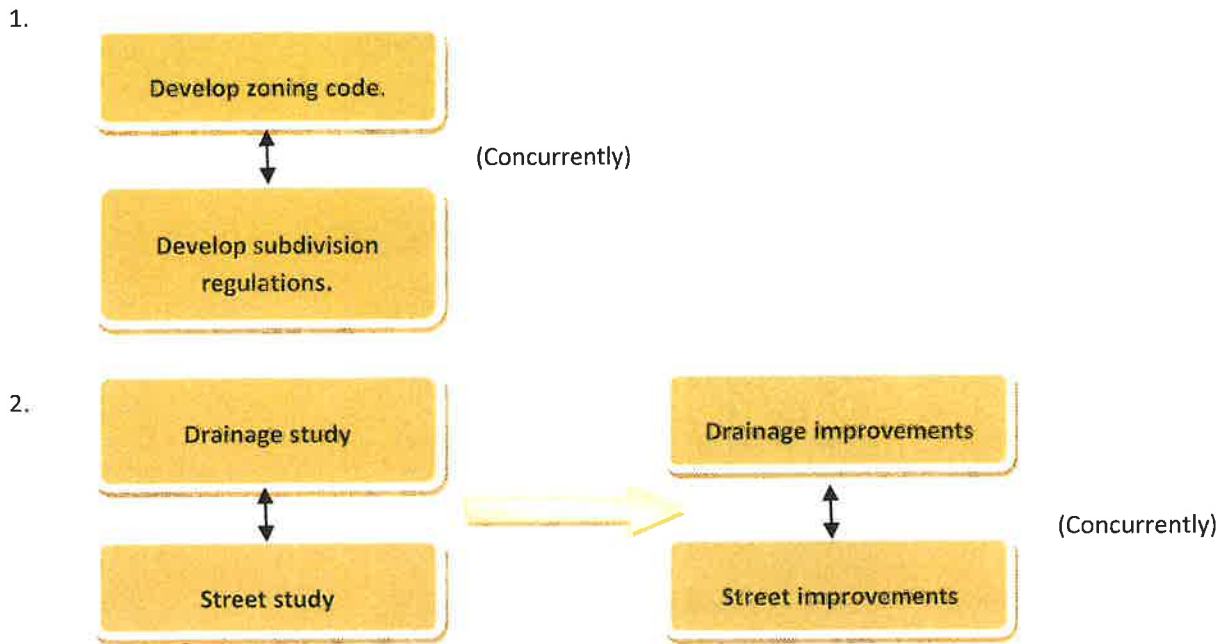 1.
Develop zoning code.
(Concurrently)
Develop subdivision
regulations.
2.
Drainage study
Drainage improvements
(Concurrently)
Street study
Street improvements